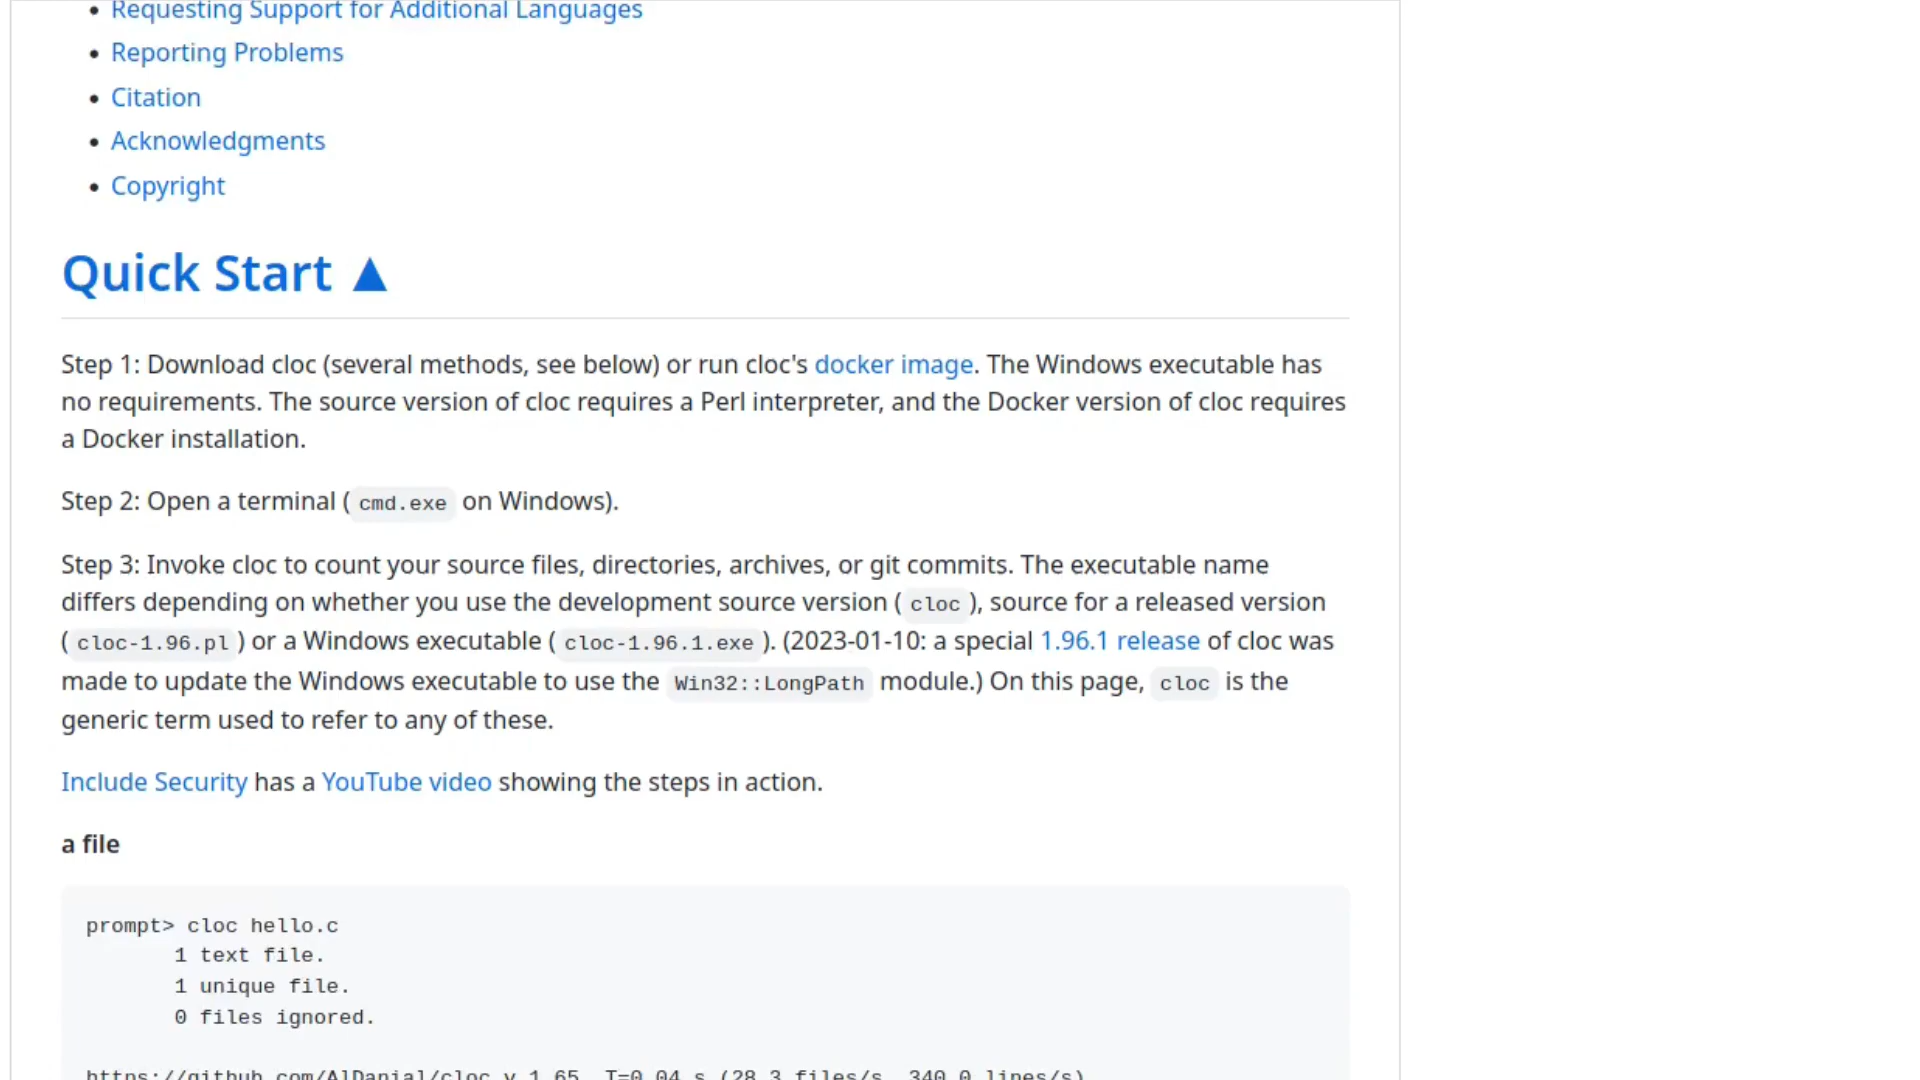 Requesting Support for Additional Languages
Reporting Problems
Citation
Acknowledgments
Copyright
Quick Start ▲
Step 1: Download cloc (several methods, see below) or run cloc's docker image. The Windows executable has
no requirements. The source version of cloc requires a Perl interpreter, and the Docker version of cloc requires
a Docker installation.
Step 2: Open a terminal (cmd.exe on Windows).
Step 3: Invoke cloc to count your source files, directories, archives, or git commits. The executable name
differs depending on whether you use the development source version (cloc), source for a released version
(cloc-1.96.pl) or a Windows executable (cloc-1.96.1.exe). (2023-01-10: a special 1.96.1 release of cloc was
made to update the Windows executable to use the Win32::LongPath module.) On this page, cloc is the
generic term used to refer to any of these.
Include Security has a YouTube video showing the steps in action.
a file
prompt> cloc hello.c
1 text file.
1 unique file.
0 files ignored.
https://github.com/AlDanial/cloc v 1.65  T=0.04 s (28.3 files/s, 340.0 lines/s)